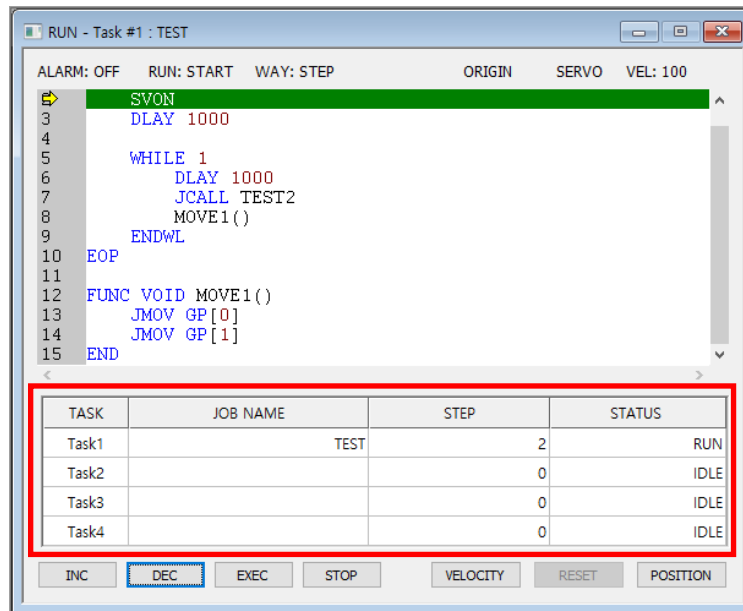 RUN - Task #1 : TEST
ALARM: OFF RUN: START WAY: STEP ORIGIN SERVO VEL: 100
SVON
3 DLAY 1000
4
5 WHILE 1
6 DLAY 1000
7 JCALL TEST2
8 MOVE1()
9 ENDWL
10 EOP
11
12 FUNC VOID MOVE1()
13 JMOV GP[0]
14 JMOV GP[1]
15 END
TASK JOB NAME STEP STATUS
Task1 TEST 2 RUN
Task2 0 IDLE
Task3 0 IDLE
Task4 0 IDLE
INC DEC EXEC STOP VELOCITY RESET POSITION